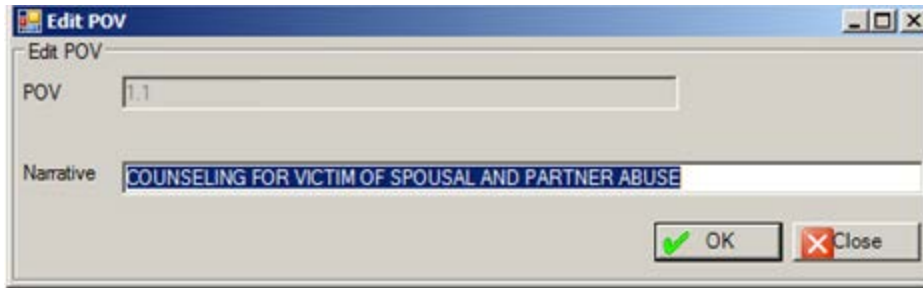 Edit POV
Edit POV
POV 1.1
Narrative COUNSELING FOR VICTIM OF SPOUSAL AND PARTNER ABUSE
OK Close